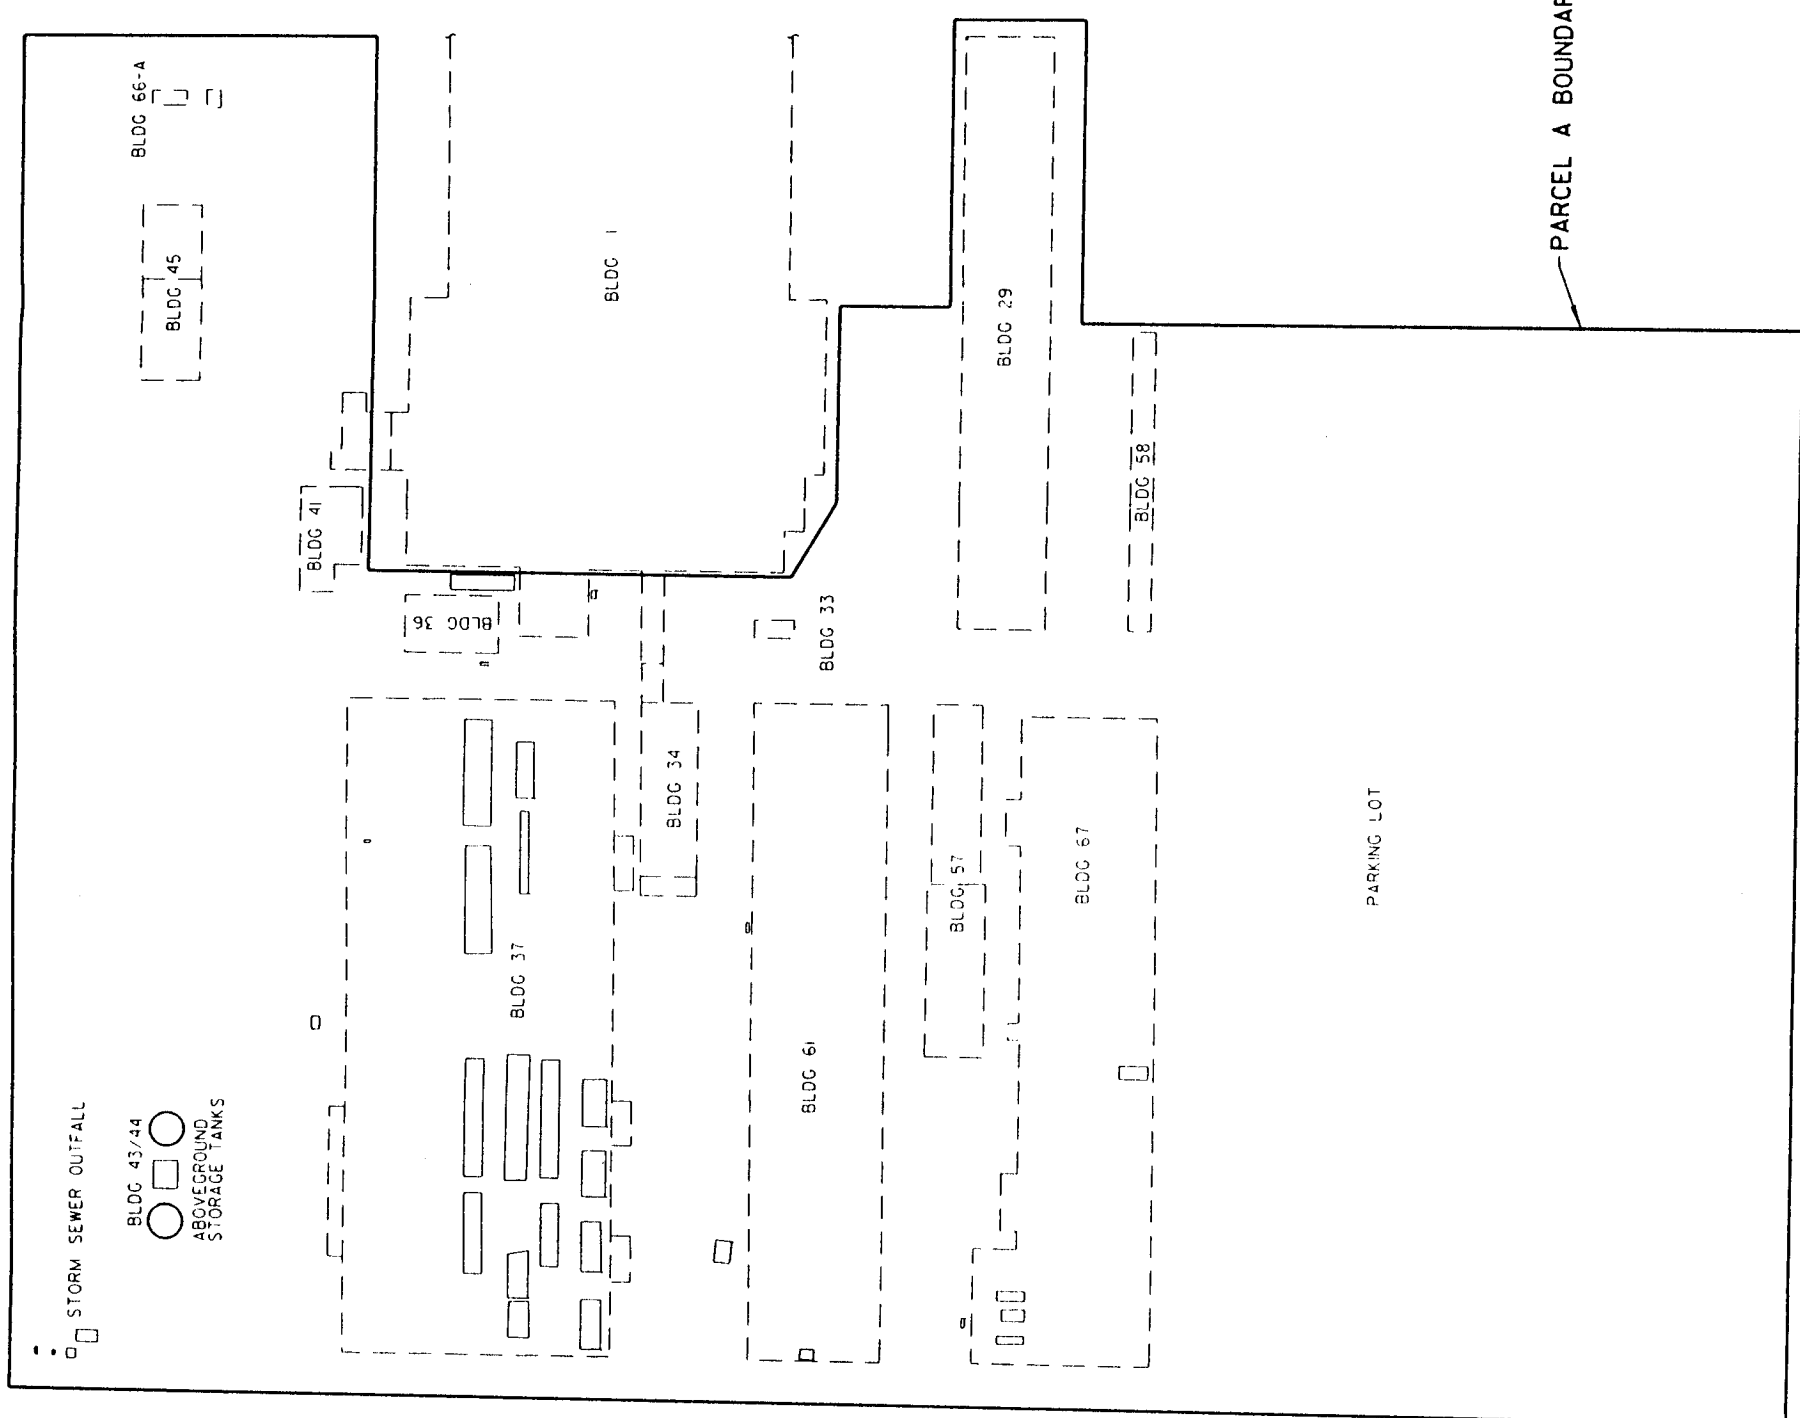 BLDG 66-A
BLDG 45
BLDG 1
BLDG 29
PARCEL A BOUNDAR
BLDG 41
BLDG 36
BLDG 33
BLDG 58
BLDG 34
BLDG 37
BLDG 61
BLDG 57
BLDG 67
PARKING LOT
STORM SEWER OUTFALL
BLDG 43/44
ABOVEGROUND
STORAGE TANKS